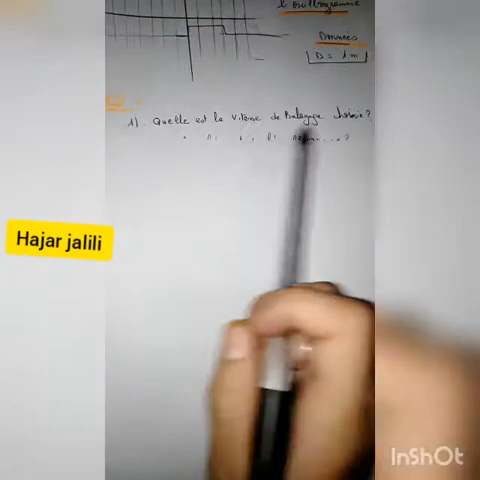 l'oscillogramme
Données
D = 1m
1). Quelle est la vitesse de Balayage choisie ?
Hajar jalili
InShOt